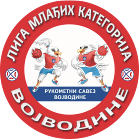 ЛИГА МЛАЂИХ КАТЕГОРИЈА
РУКОМЕТНИ САВЕЗ
ВОЈВОДИНЕ
ВОЈВОДИНЕ